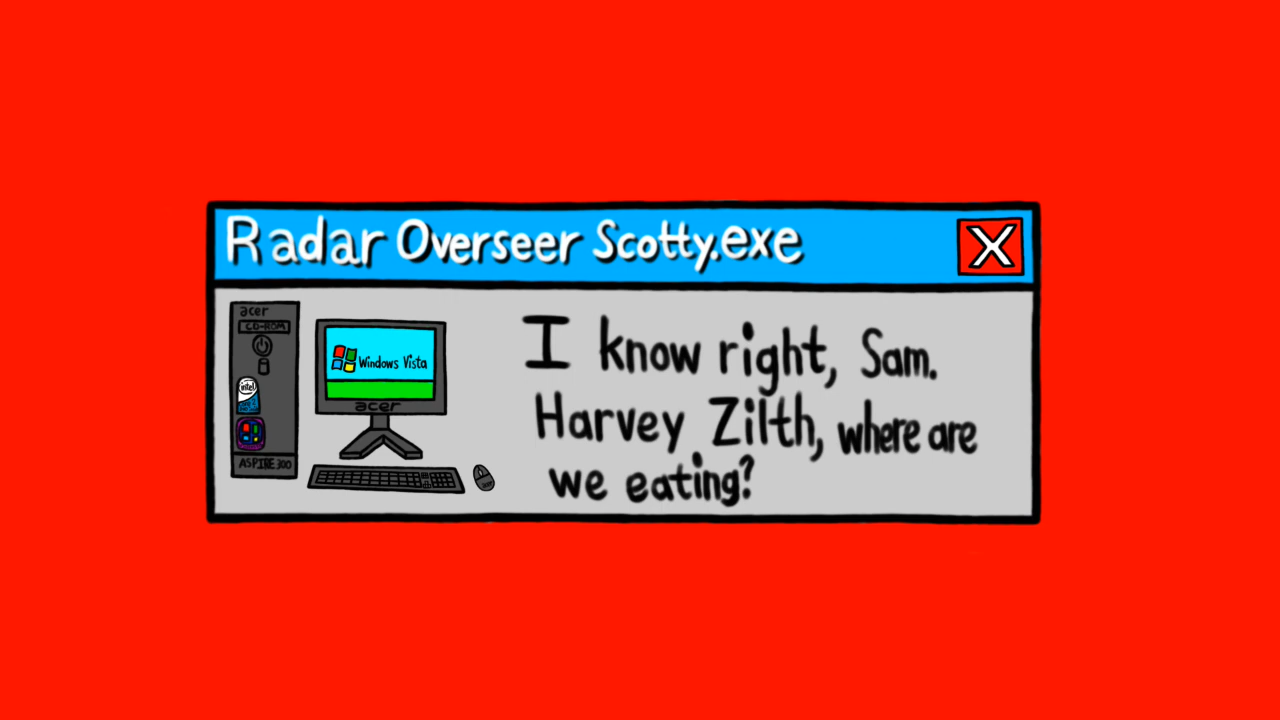 Radar Overseer Scotty.exe
X
acer
CD-ROM
intel
ASPIRE 300
Windows Vista
acer
I know right, Sam.
Harvey Zilth, where are
we eating?